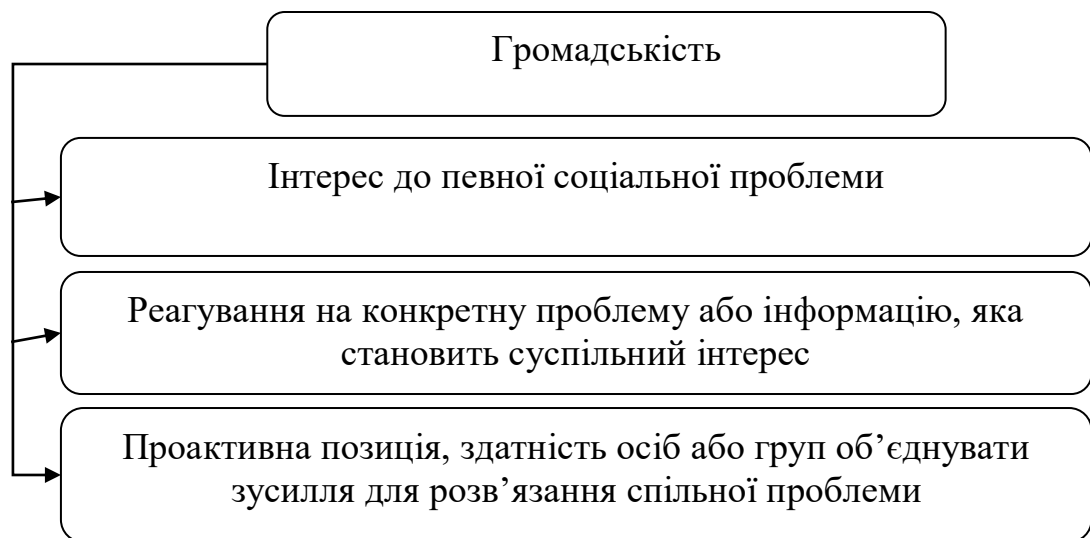 Громадськість
Інтерес до певної соціальної проблеми
Реагування на конкретну проблему або інформацію, яка
становить суспільний інтерес
Проактивна позиція, здатність осіб або груп об’єднувати
зусилля для розв’язання спільної проблеми